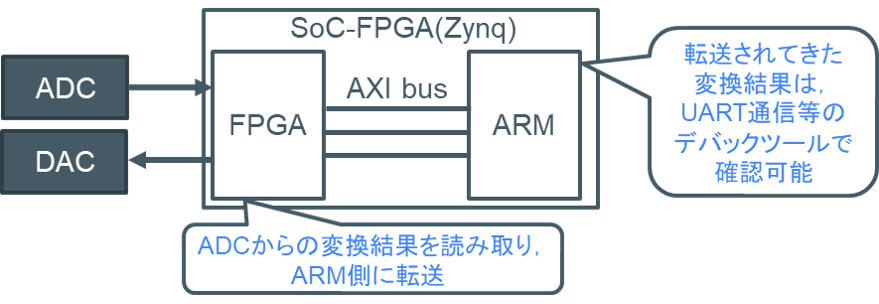 SoC-FPGA(Zynq)
ADC
DAC
FPGA
AXI bus
ARM
転送されてきた
変換結果は,
UART通信等の
デバックツールで
確認可能
ADCからの変換結果を読み取り,
ARM側に転送